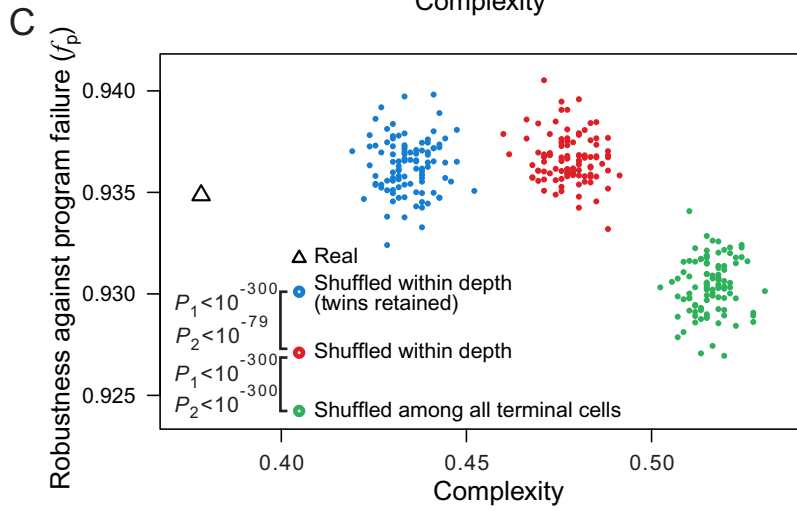 Complexity
C
Robustness against program failure (fp)
0.940
0.935
0.930
0.925
Real
Shuffled within depth
(twins retained)
P1<10-300
P2<10-79
Shuffled within depth
P1<10-300
P2<10-300
Shuffled among all terminal cells
0.40 0.45 0.50
Complexity